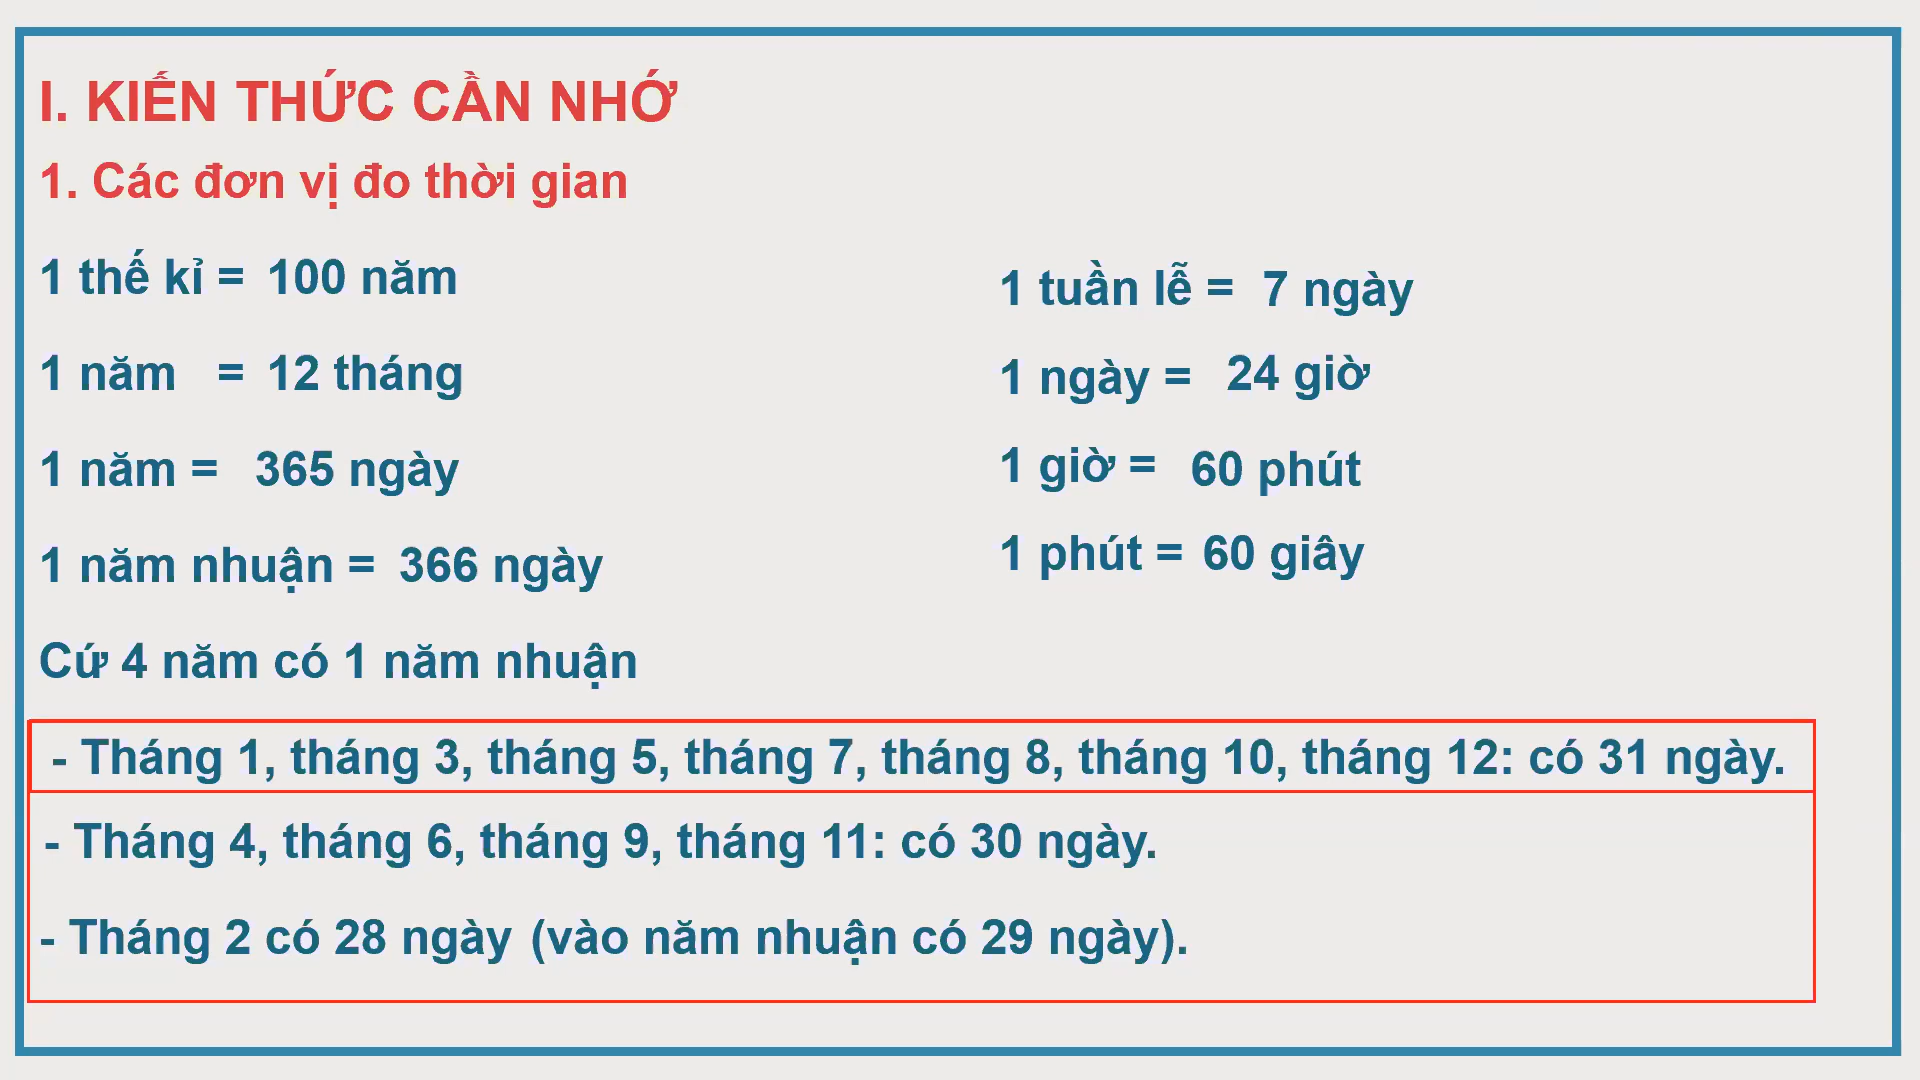 I. KIẾN THỨC CẦN NHỚ
1. Các đơn vị đo thời gian
1 thế kỉ = 100 năm
1 năm = 12 tháng
1 năm = 365 ngày
1 năm nhuận = 366 ngày
Cứ 4 năm có 1 năm nhuận
1 tuần lễ = 7 ngày
1 ngày = 24 giờ
1 giờ = 60 phút
1 phút = 60 giây
- Tháng 1, tháng 3, tháng 5, tháng 7, tháng 8, tháng 10, tháng 12: có 31 ngày.
- Tháng 4, tháng 6, tháng 9, tháng 11: có 30 ngày.
- Tháng 2 có 28 ngày (vào năm nhuận có 29 ngày).